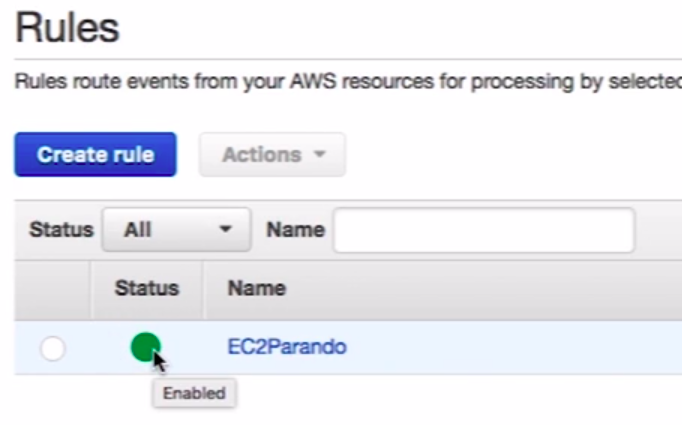 Rules
Rules route events from your AWS resources for processing by selected
Create rule Actions
Status All Name
Status Name
EC2Parando
Enabled